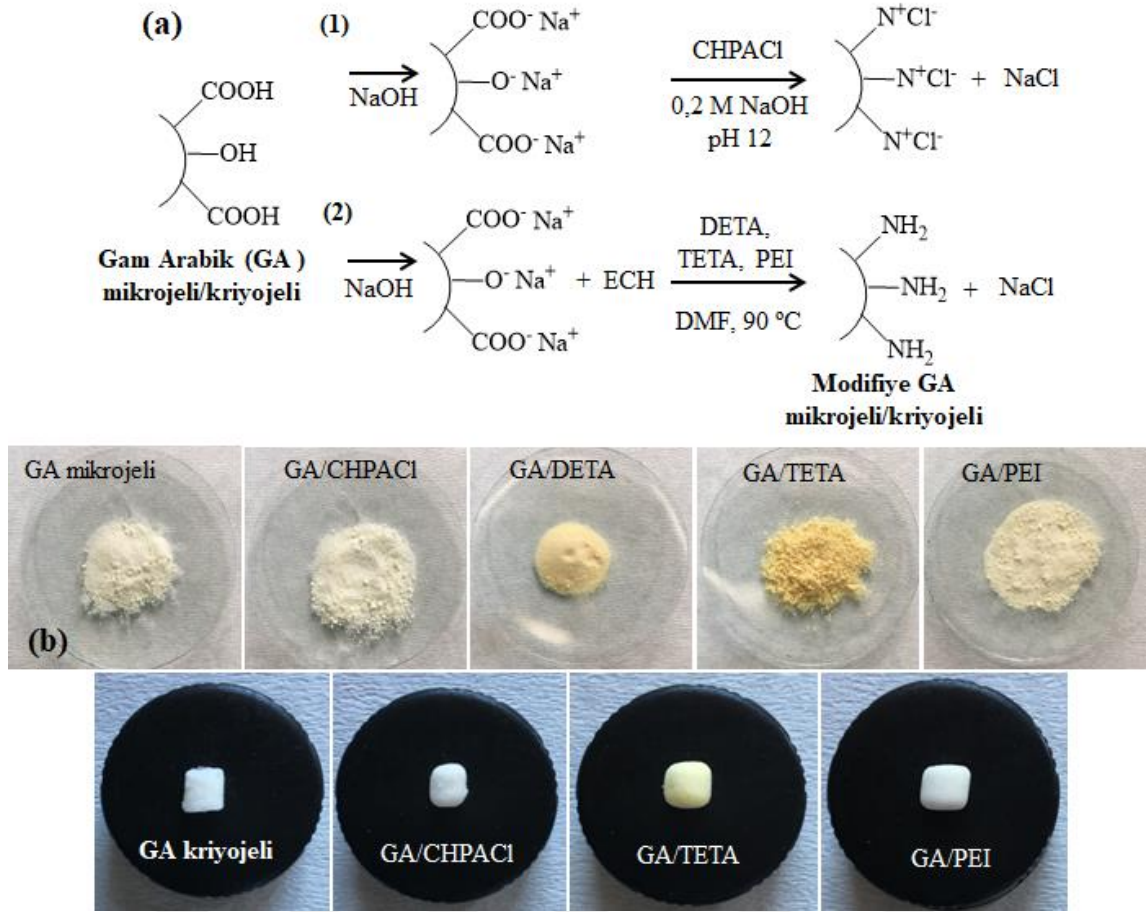 (a)
COOH
OH
COOH
Gam Arabik (GA )
mikrojeli/kriyojeli
(1)
NaOH
COO⁻ Na⁺
O⁻ Na⁺
COO⁻ Na⁺
CHPACl
0,2 M NaOH
pH 12
N⁺Cl⁻
N⁺Cl⁻ + NaCl
N⁺Cl⁻
(2)
NaOH
COO⁻ Na⁺
O⁻ Na⁺ + ECH
COO⁻ Na⁺
DETA,
TETA, PEI
DMF, 90 ºC
NH₂
NH₂ + NaCl
NH₂
Modifiye GA
mikrojeli/kriyojeli
(b)
GA mikrojeli
GA/CHPACl
GA/DETA
GA/TETA
GA/PEI
GA kriyojeli
GA/CHPACl
GA/TETA
GA/PEI